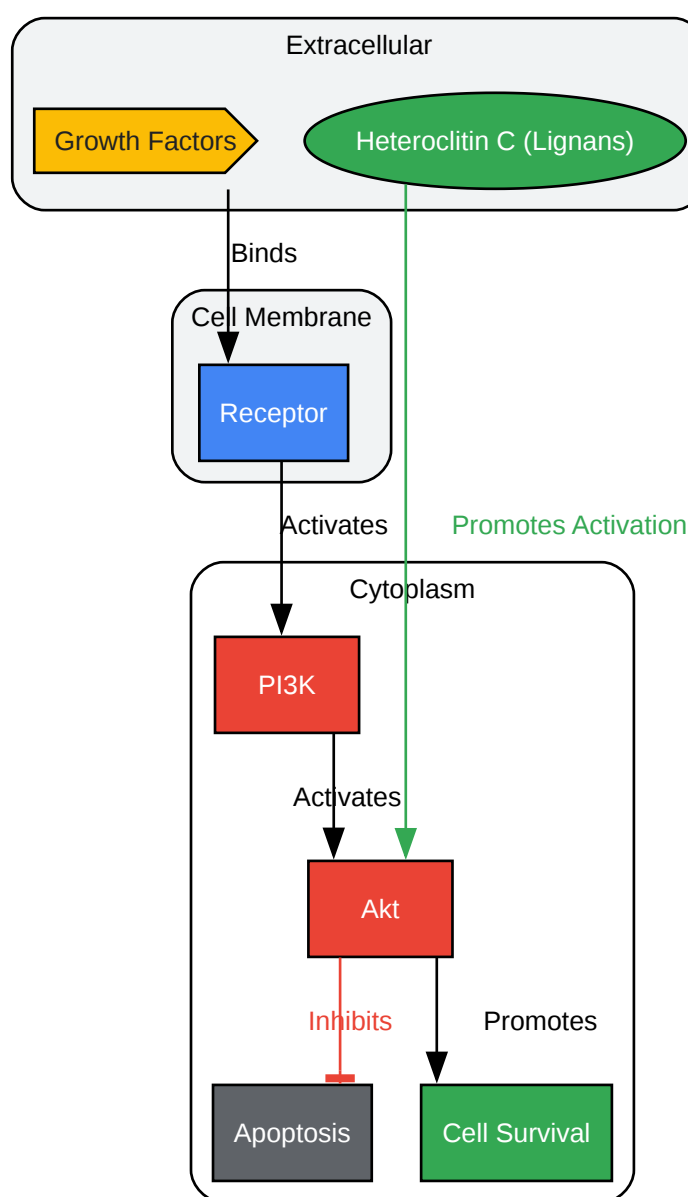 Extracellular
Growth Factors
Heteroclitin C (Lignans)
Binds
Cell Membrane
Receptor
Activates
Promotes Activation
Cytoplasm
PI3K
Activates
Akt
Inhibits
Promotes
Apoptosis
Cell Survival